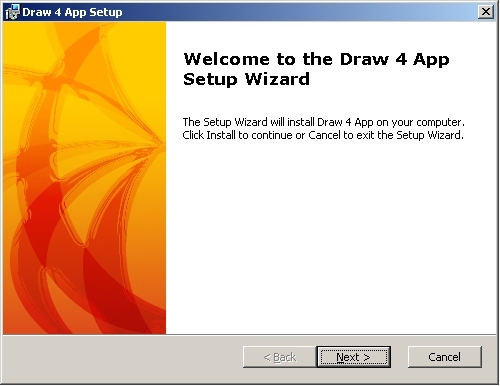 Draw 4 App Setup
Welcome to the Draw 4 App
Setup Wizard
The Setup Wizard will install Draw 4 App on your computer.
Click Install to continue or Cancel to exit the Setup Wizard.
< Back
Next >
Cancel